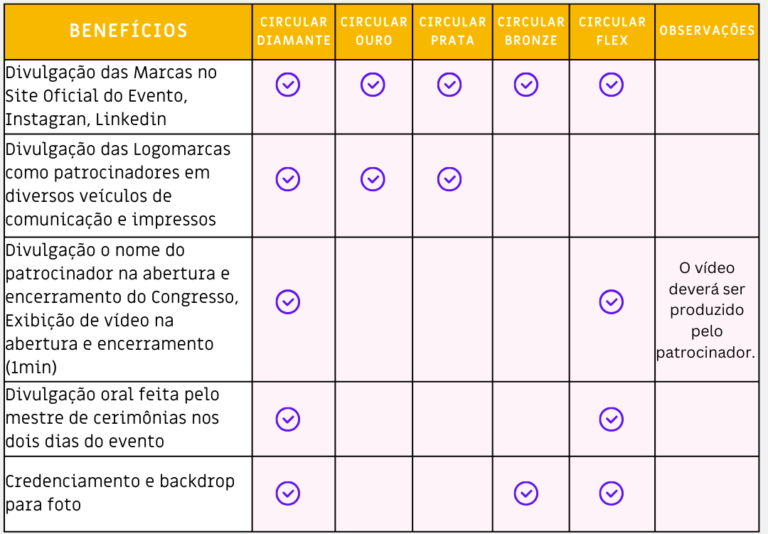 BENEFÍCIOS
CIRCULAR
DIAMANTE
CIRCULAR
OURO
CIRCULAR
PRATA
CIRCULAR
BRONZE
CIRCULAR
FLEX
OBSERVAÇÕES
Divulgação das Marcas no
Site Oficial do Evento,
Instagran, Linkedin
Divulgação das Logomarcas
como patrocinadores em
diversos veículos de
comunicação e impressos
Divulgação o nome do
patrocinador na abertura e
encerramento do Congresso,
Exibição de vídeo na
abertura e encerramento
(1min)
O vídeo
deverá ser
produzido
pelo
patrocinador.
Divulgação oral feita pelo
mestre de cerimônias nos
dois dias do evento
Credenciamento e backdrop
para foto